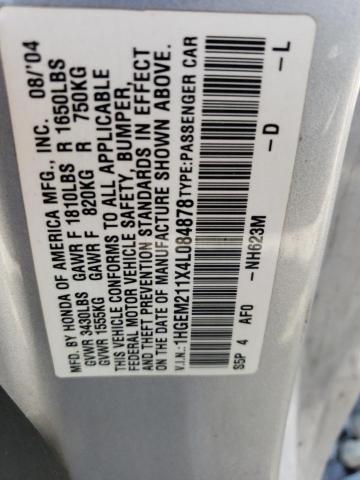 MFD. BY HONDA OF AMERICA MFG., INC. 08/'04
GVWR 3430LBS GAWR F 1810LBS R 1650LBS
GVWR 1555KG GAWR F 820KG R 750KG
THIS VEHICLE CONFORMS TO ALL APPLICABLE
FEDERAL MOTOR VEHICLE SAFETY, BUMPER,
AND THEFT PREVENTION STANDARDS IN EFFECT
ON THE DATE OF MANUFACTURE SHOWN ABOVE.
V.I.N.: 1HGEM211X4L084878 TYPE:PASSENGER CAR
S5P 4 AF0 -NH623M -D -L